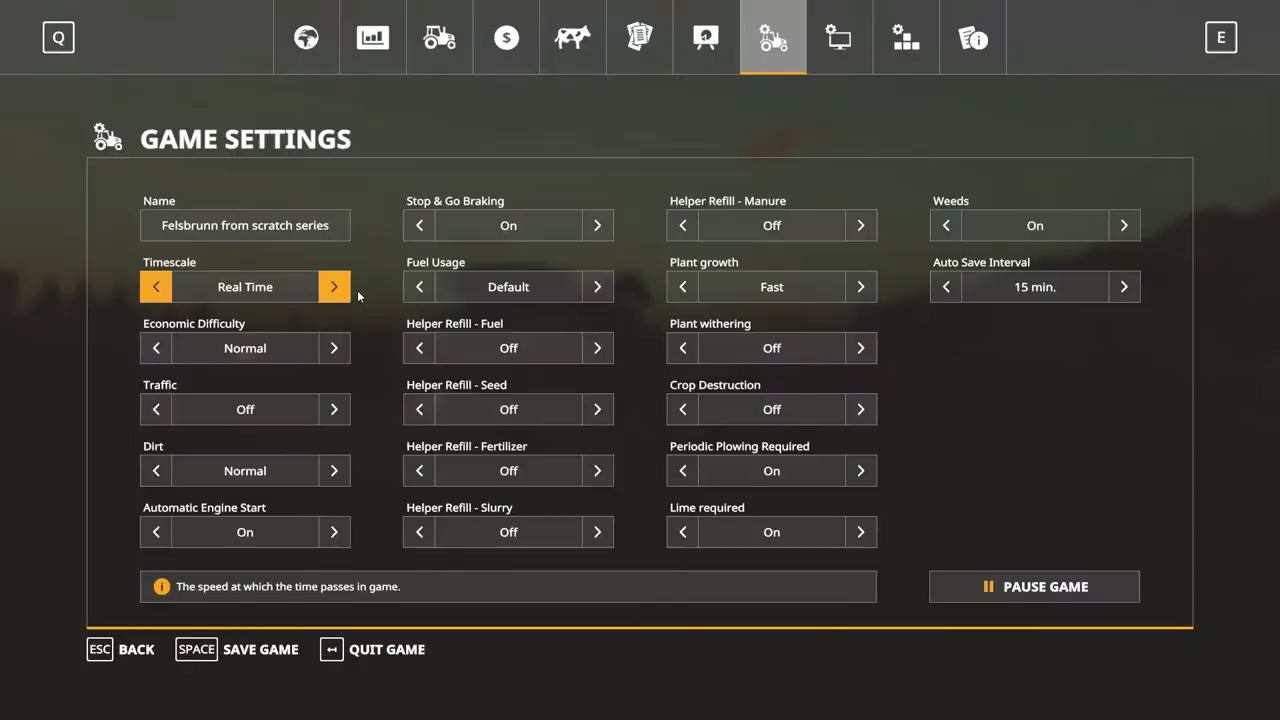 Q
E
GAME SETTINGS
Name
Felsbrunn from scratch series
Timescale
Real Time
Economic Difficulty
Normal
Traffic
Off
Dirt
Normal
Automatic Engine Start
On
Stop & Go Braking
On
Fuel Usage
Default
Helper Refill - Fuel
Off
Helper Refill - Seed
Off
Helper Refill - Fertilizer
Off
Helper Refill - Slurry
Off
Helper Refill - Manure
Off
Plant growth
Fast
Plant withering
Off
Crop Destruction
Off
Periodic Plowing Required
On
Lime required
On
Weeds
On
Auto Save Interval
15 min.
The speed at which the time passes in game.
PAUSE GAME
ESC BACK SPACE SAVE GAME ↔ QUIT GAME